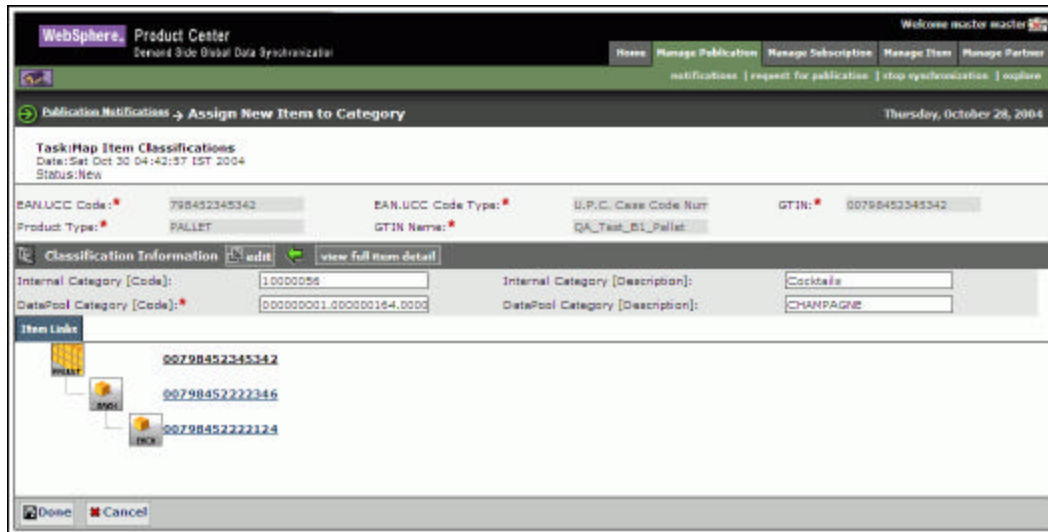 Welcome master master
WebSphere. Product Center
Demand Side Global Data Synchronization
Home Manage Publication Manage Subscription Manage Item Manage Partner
notifications | request for publication | stop synchronization | explore
Publication Notifications → Assign New Item to Category Thursday, October 28, 2004
Task:Map Item Classifications
Date:Sat Oct 30 04:42:57 IST 2004
Status:New
EAN.UCC Code:* 798452345342 EAN.UCC Code Type:* U.P.C. Case Code Num GTIN:* 00798452345342
Product Type:* PALLET GTIN Name:* QA_Test_B1_Pallet
Classification Information edit view full item detail
Internal Category [Code]: 10000056 Internal Category [Description]: Cocktails
DataPool Category [Code]:* 000000001.000000164.0000 DataPool Category [Description]: CHAMPAGNE
Item Links
PALLET 00798452345342
PACK 00798452222346
EACH 00798452222124
Done Cancel